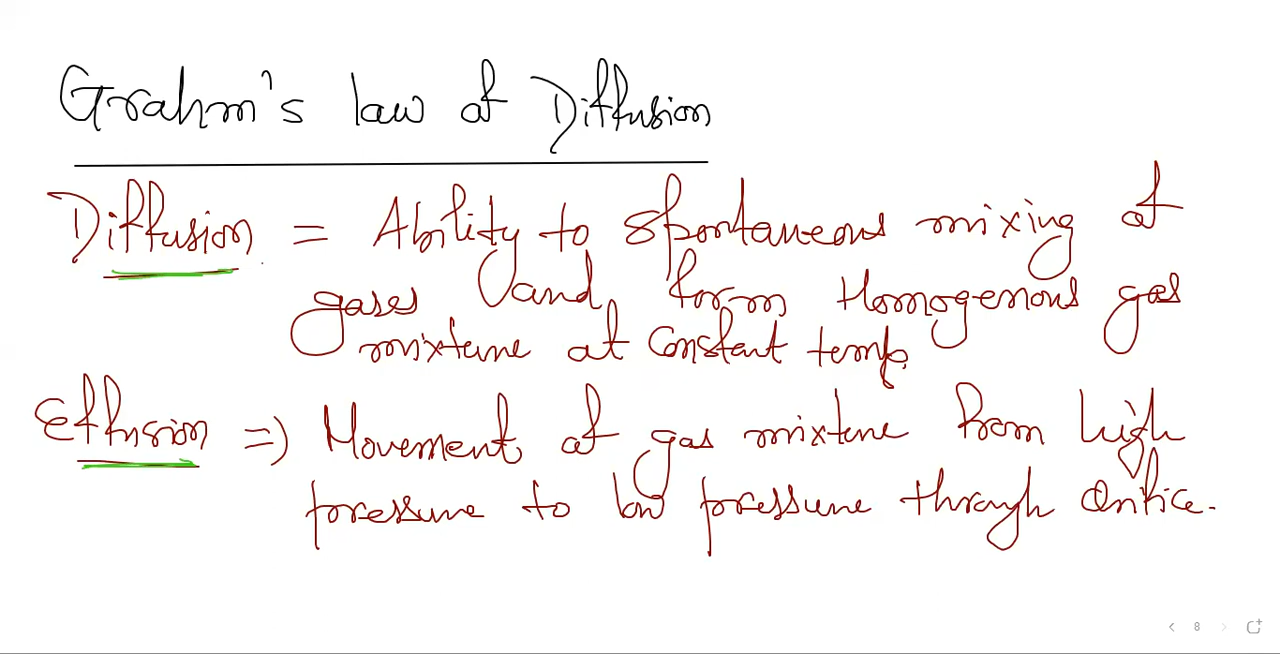 Grahm's law of Diffusion
Diffusion = Ability to spontaneous mixing of
gases and form Homogenous gas
mixture at constant temp.
Effusion => Movement of gas mixture from high
pressure to low pressure through Orifice.
8